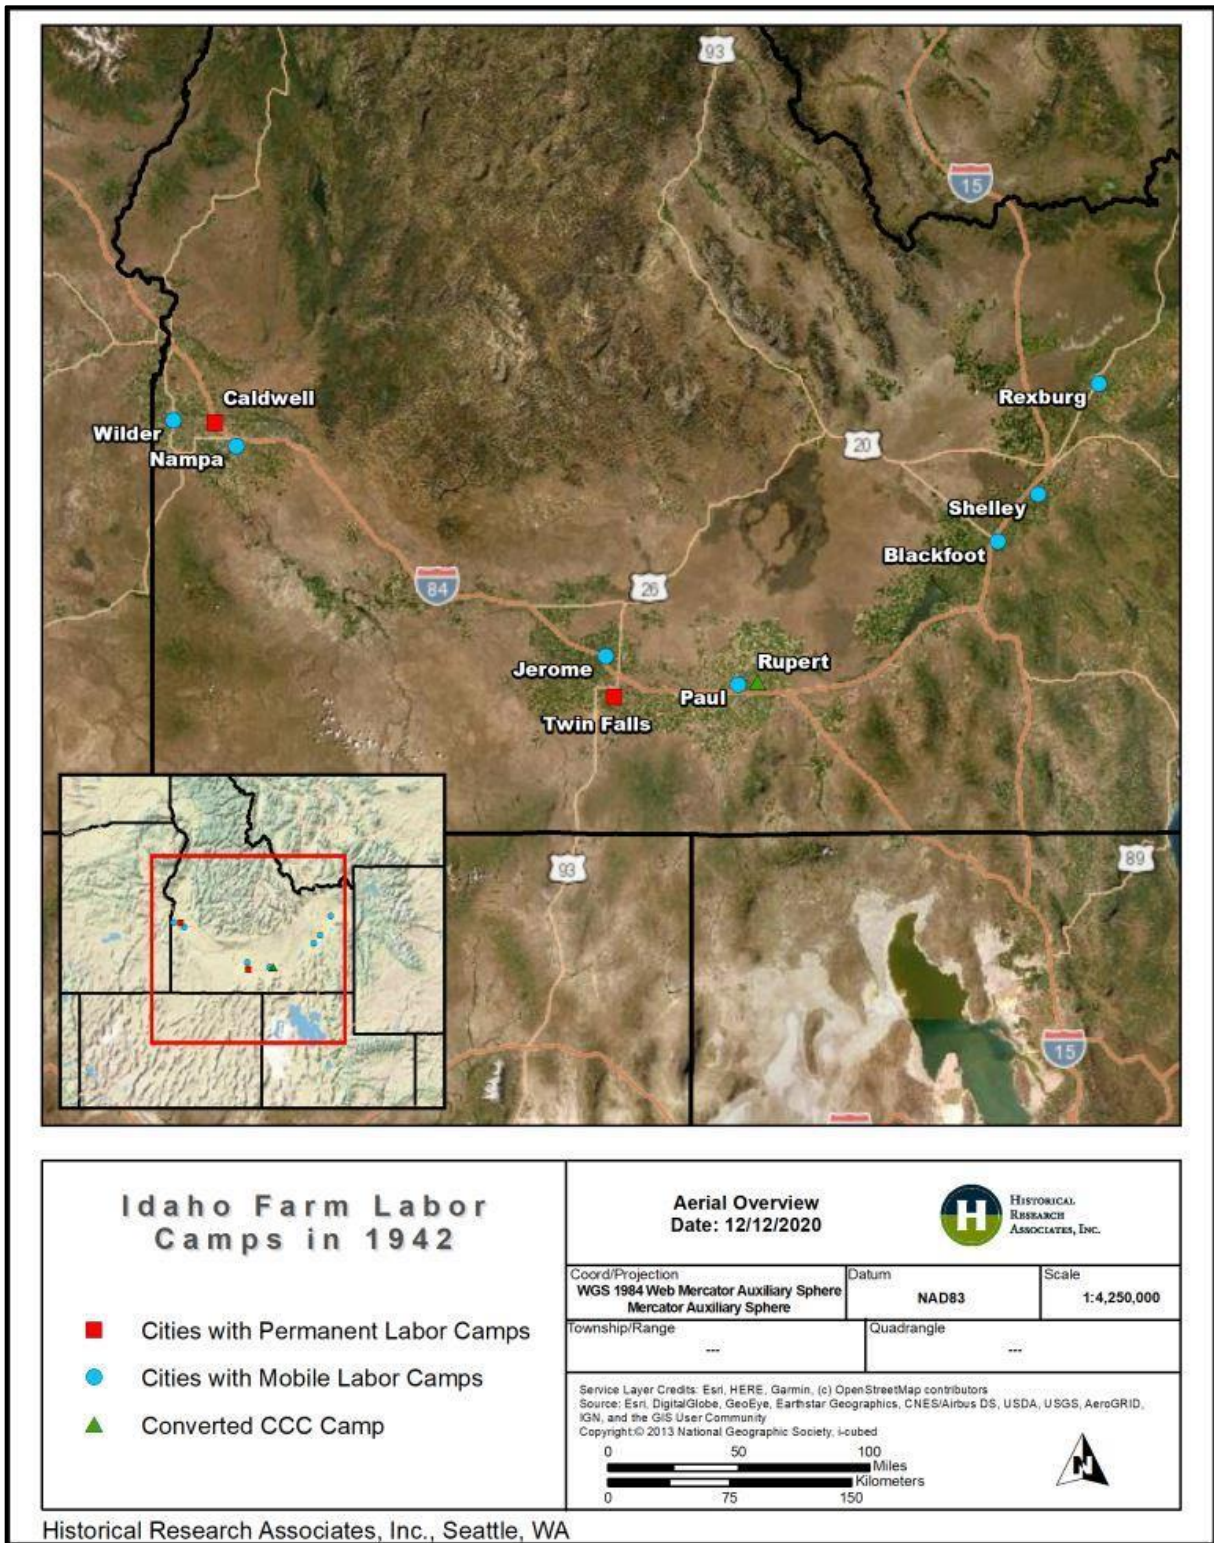 93
15
Caldwell
Wilder
Nampa
Rexburg
20
Shelley
Blackfoot
84
26
Jerome
Rupert
Paul
Twin Falls
93
89
15
Idaho Farm Labor
Camps in 1942
Cities with Permanent Labor Camps
Cities with Mobile Labor Camps
Converted CCC Camp
Aerial Overview
Date: 12/12/2020
H
HISTORICAL
RESEARCH
ASSOCIATES, INC.
Coord/Projection
WGS 1984 Web Mercator Auxiliary Sphere
Mercator Auxiliary Sphere
Datum
NAD83
Scale
1:4,250,000
Township/Range
---
Quadrangle
---
Service Layer Credits: Esri, HERE, Garmin, (c) OpenStreetMap contributors
Source: Esri, DigitalGlobe, GeoEye, Earthstar Geographics, CNES/Airbus DS, USDA, USGS, AeroGRID,
IGN, and the GIS User Community
Copyright:© 2013 National Geographic Society, i-cubed
0 50 100
Miles
Kilometers
0 75 150
N
Historical Research Associates, Inc., Seattle, WA